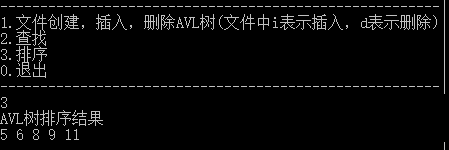 1.文件创建，插入，删除AVL树(文件中i表示插入，d表示删除)
2.查找
3.排序
0.退出
3
AVL树排序结果
5 6 8 9 11